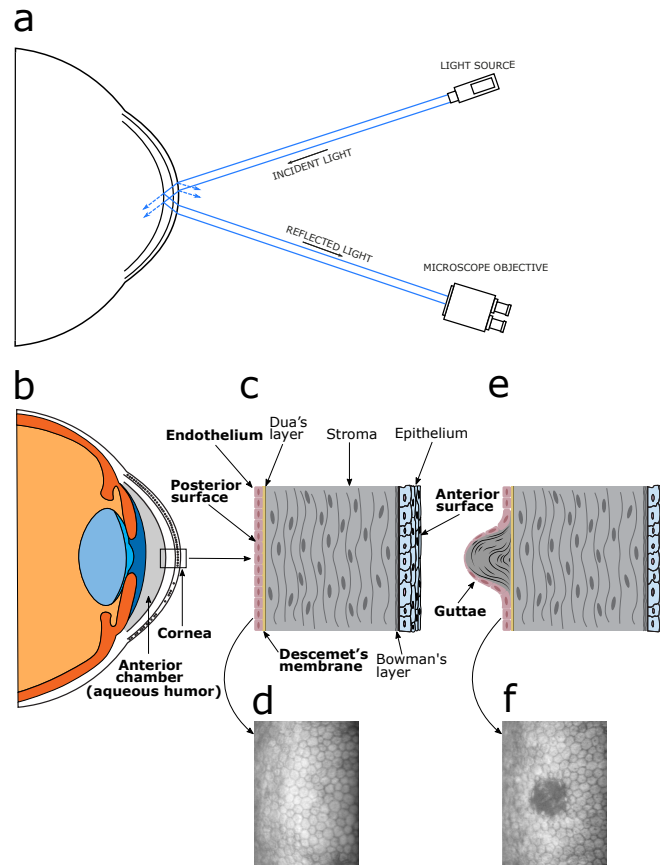 a
LIGHT SOURCE
INCIDENT LIGHT
REFLECTED LIGHT
MICROSCOPE OBJECTIVE
b
c
e
Dua's
layer
Endothelium
Stroma
Epithelium
Posterior
surface
Anterior
surface
Guttae
Cornea
Anterior
chamber
(aqueous humor)
Descemet's
membrane
Bowman's
layer
d
f